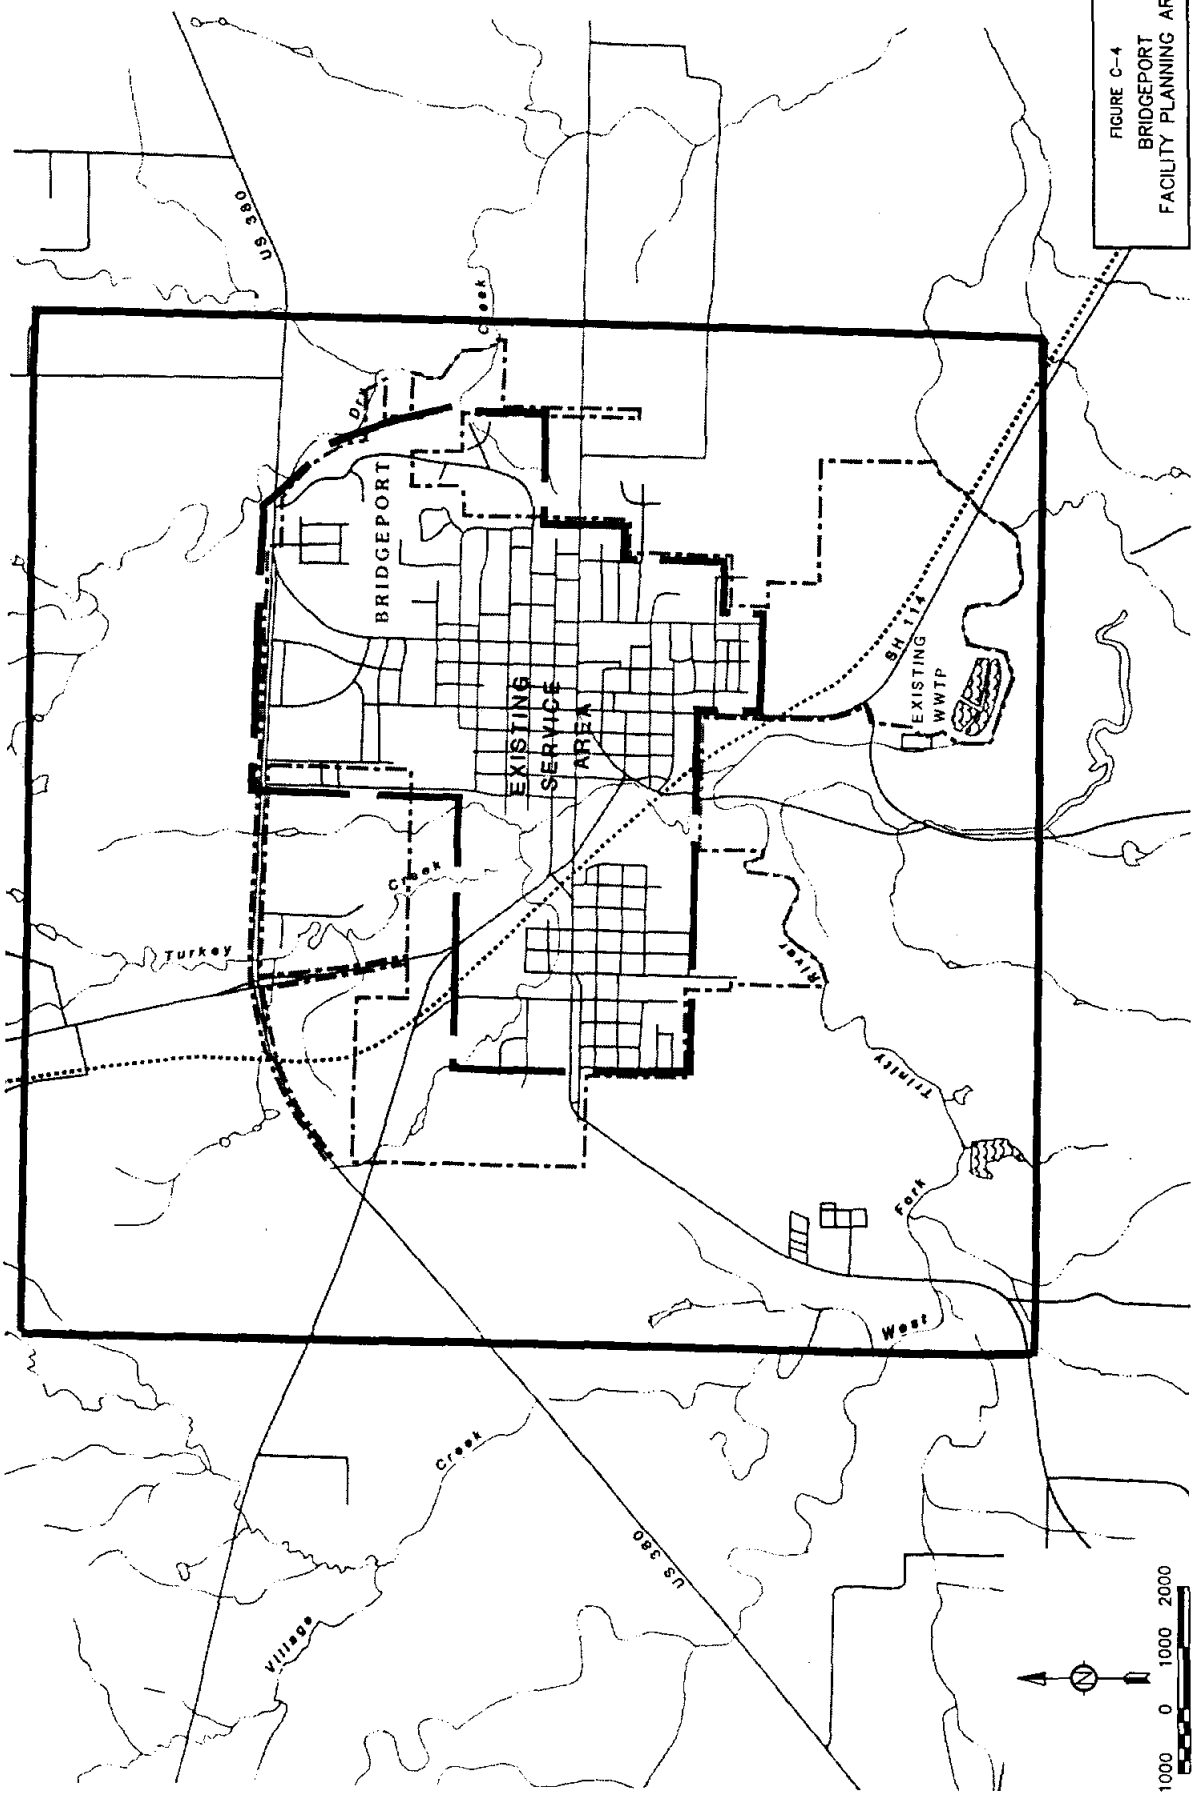 FIGURE C-4
BRIDGEPORT
FACILITY PLANNING AR
US 380
Creek
Dry
BRIDGEPORT
EXISTING
SERVICE
AREA
SH 114
EXISTING
WWTP
Creek
Turkey
River
Trinity
Fork
West
Creek
Village
US 380
N
1000 0 1000 2000